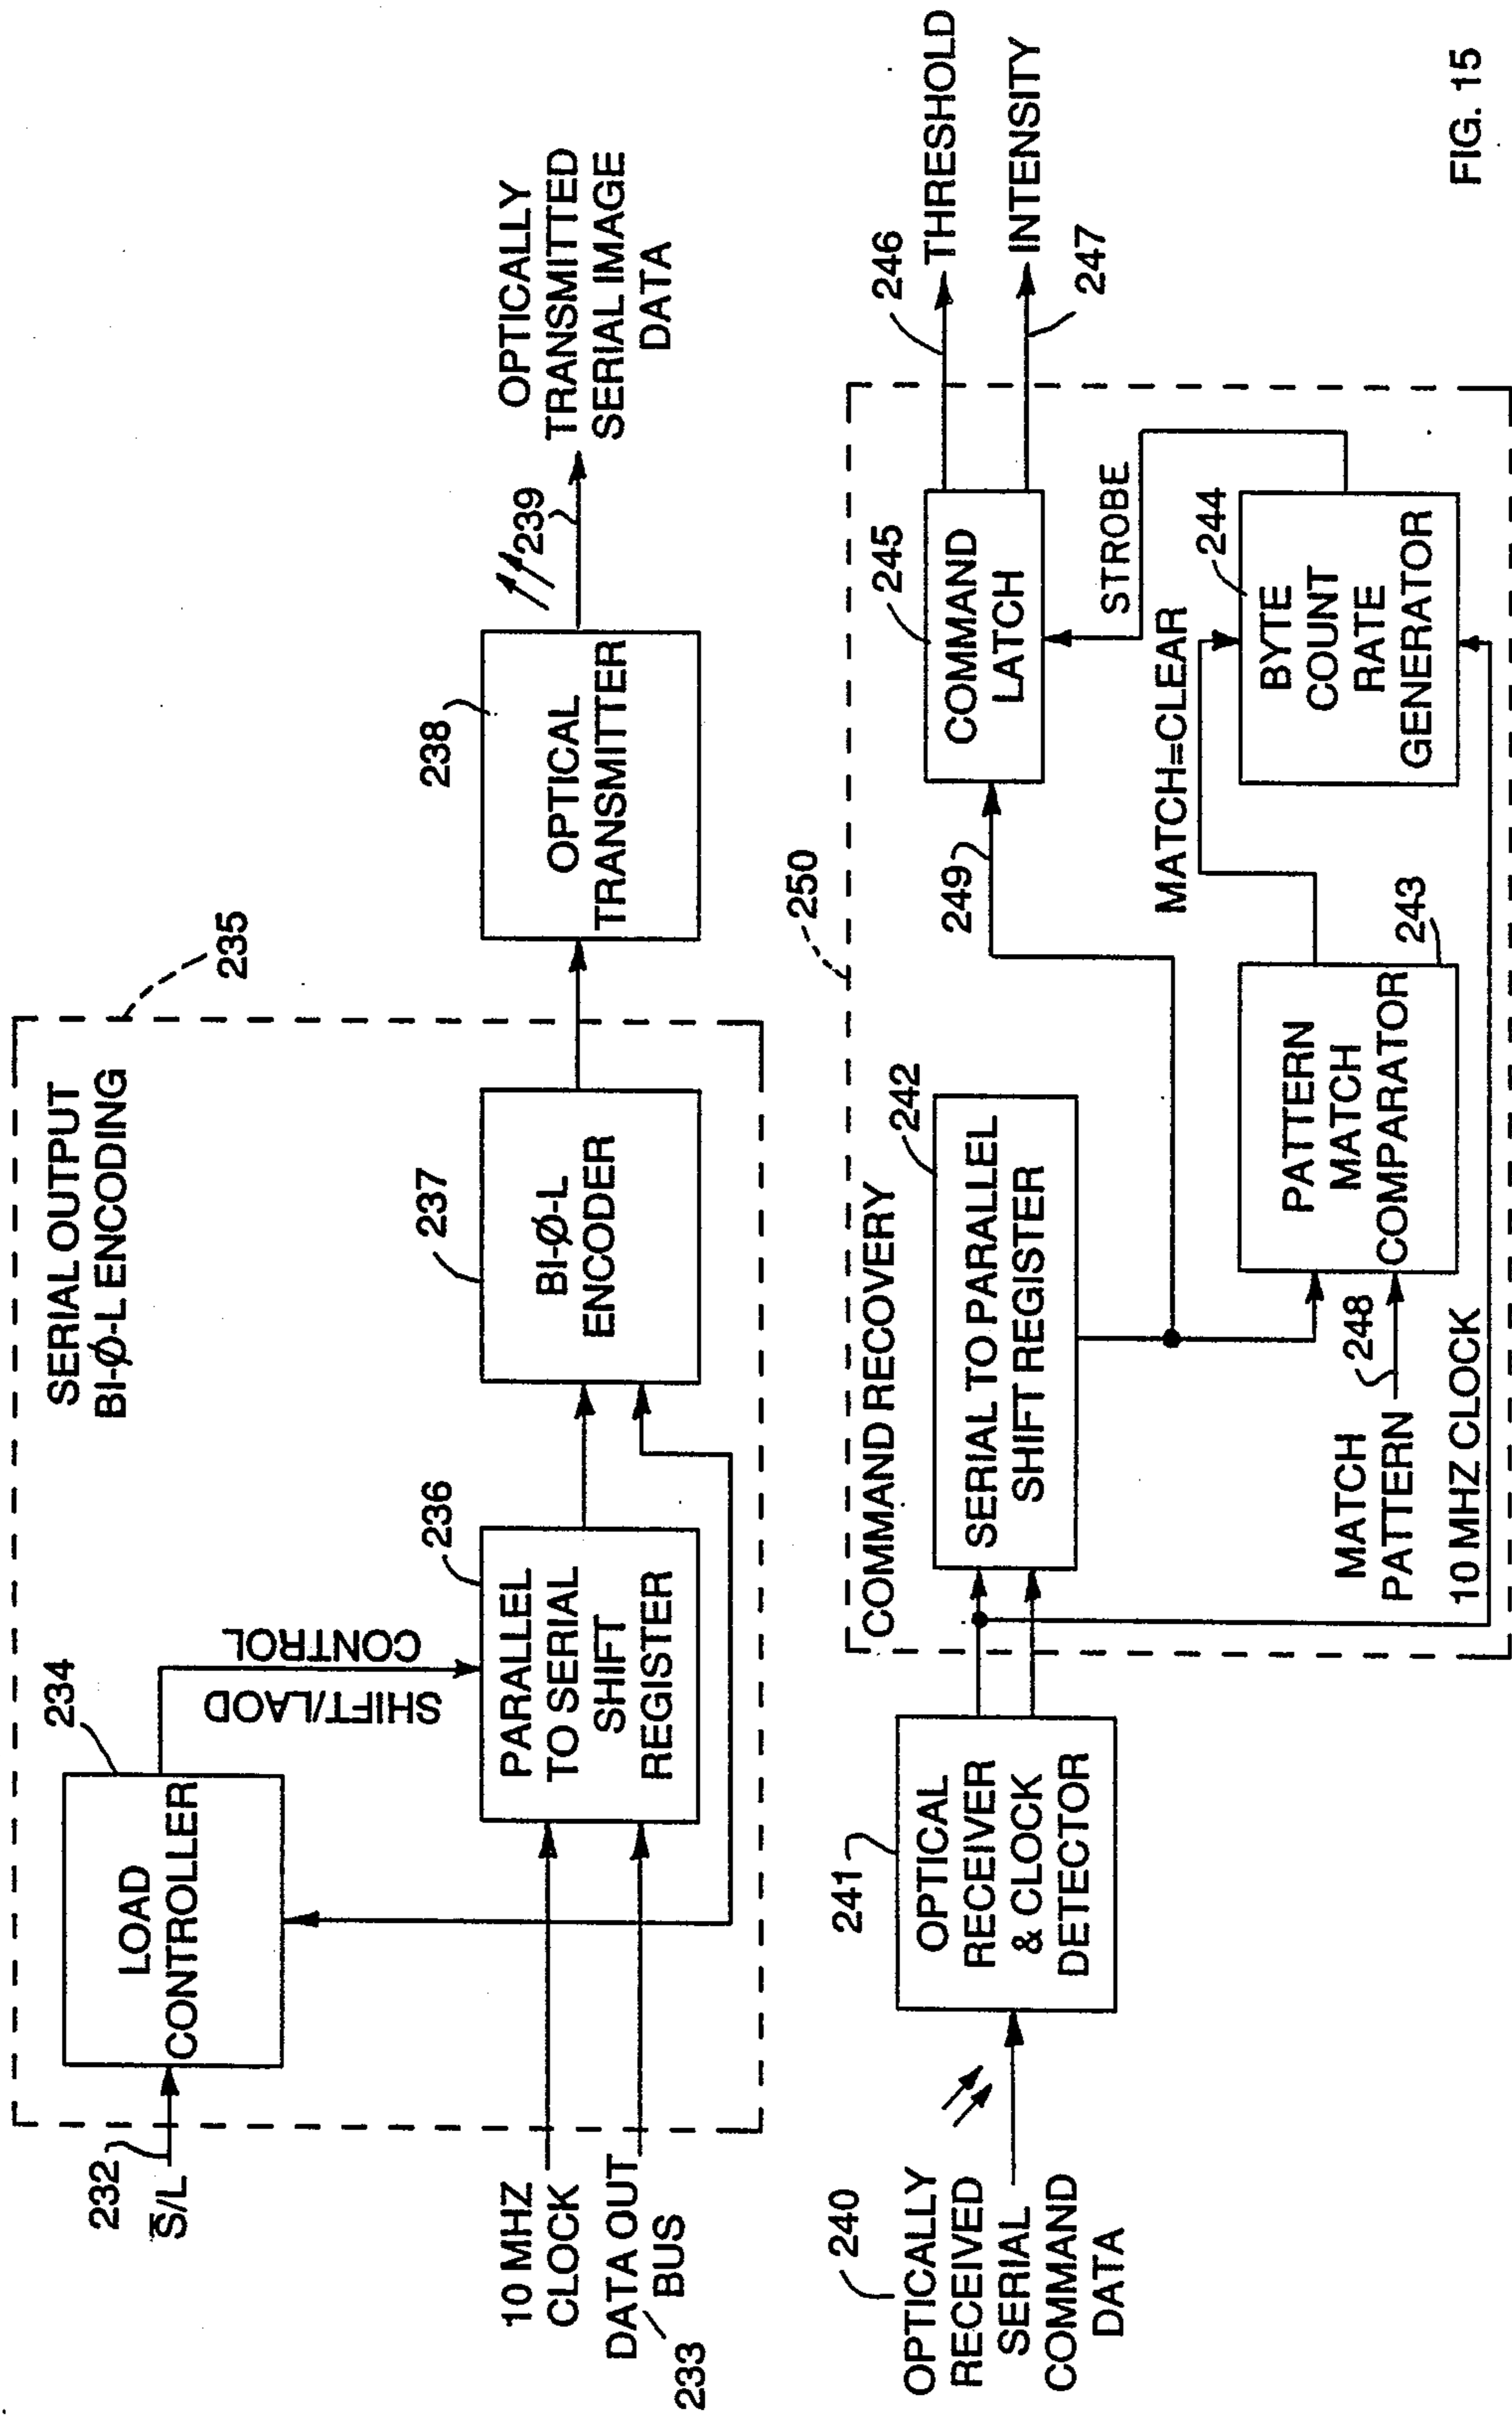 SERIAL OUTPUT
BI-Ø-L ENCODING
235
232
S̅/L
234
LOAD
CONTROLLER
SHIFT/LAOD
CONTROL
10 MHZ
CLOCK
DATA OUT
BUS
233
236
PARALLEL
TO SERIAL
SHIFT
REGISTER
237
BI-Ø-L
ENCODER
238
OPTICAL
TRANSMITTER
239
OPTICALLY
TRANSMITTED
SERIAL IMAGE
DATA
240
OPTICALLY
RECEIVED
SERIAL
COMMAND
DATA
241
OPTICAL
RECEIVER
& CLOCK
DETECTOR
250
COMMAND RECOVERY
242
SERIAL TO PARALLEL
SHIFT REGISTER
249
245
COMMAND
LATCH
246
THRESHOLD
INTENSITY
247
STROBE
MATCH=CLEAR
244
BYTE
COUNT
RATE
GENERATOR
MATCH
PATTERN
248
PATTERN
MATCH
COMPARATOR
243
10 MHZ CLOCK
FIG. 15